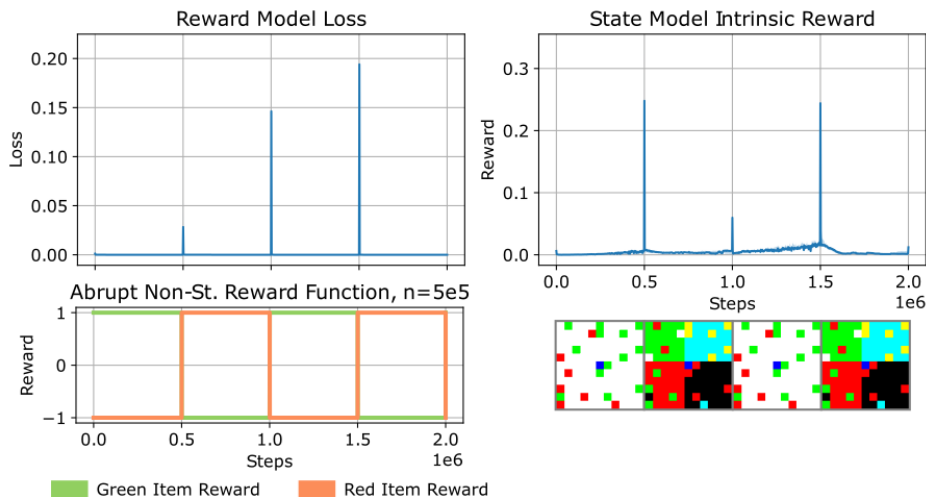 Reward Model Loss
0.20
0.15
0.10
0.05
0.00
Loss
State Model Intrinsic Reward
0.3
0.2
0.1
0.0
Reward
0.0 0.5 1.0 1.5 2.0
Steps
1e6
Abrupt Non-St. Reward Function, n=5e5
1
0
−1
Reward
0.0 0.5 1.0 1.5 2.0
Steps
1e6
Green Item Reward
Red Item Reward